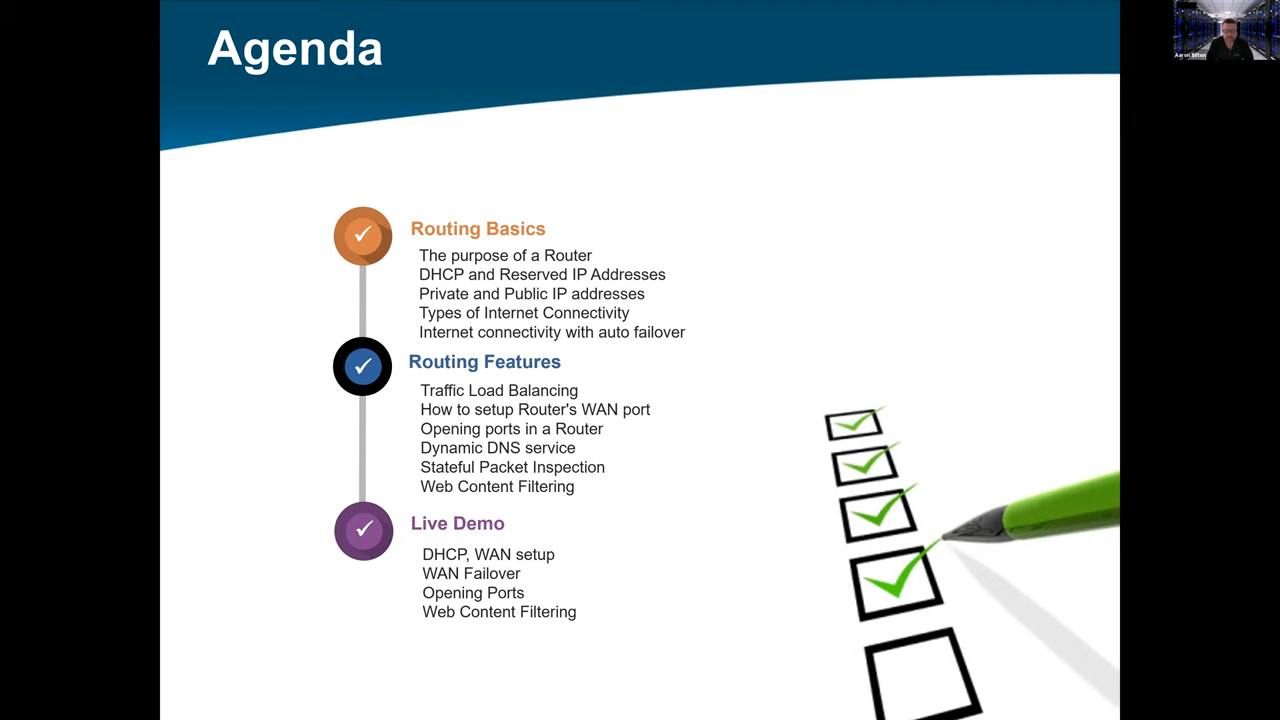 Agenda
Aaron Bitton
Routing Basics
The purpose of a Router
DHCP and Reserved IP Addresses
Private and Public IP addresses
Types of Internet Connectivity
Internet connectivity with auto failover
Routing Features
Traffic Load Balancing
How to setup Router's WAN port
Opening ports in a Router
Dynamic DNS service
Stateful Packet Inspection
Web Content Filtering
Live Demo
DHCP, WAN setup
WAN Failover
Opening Ports
Web Content Filtering